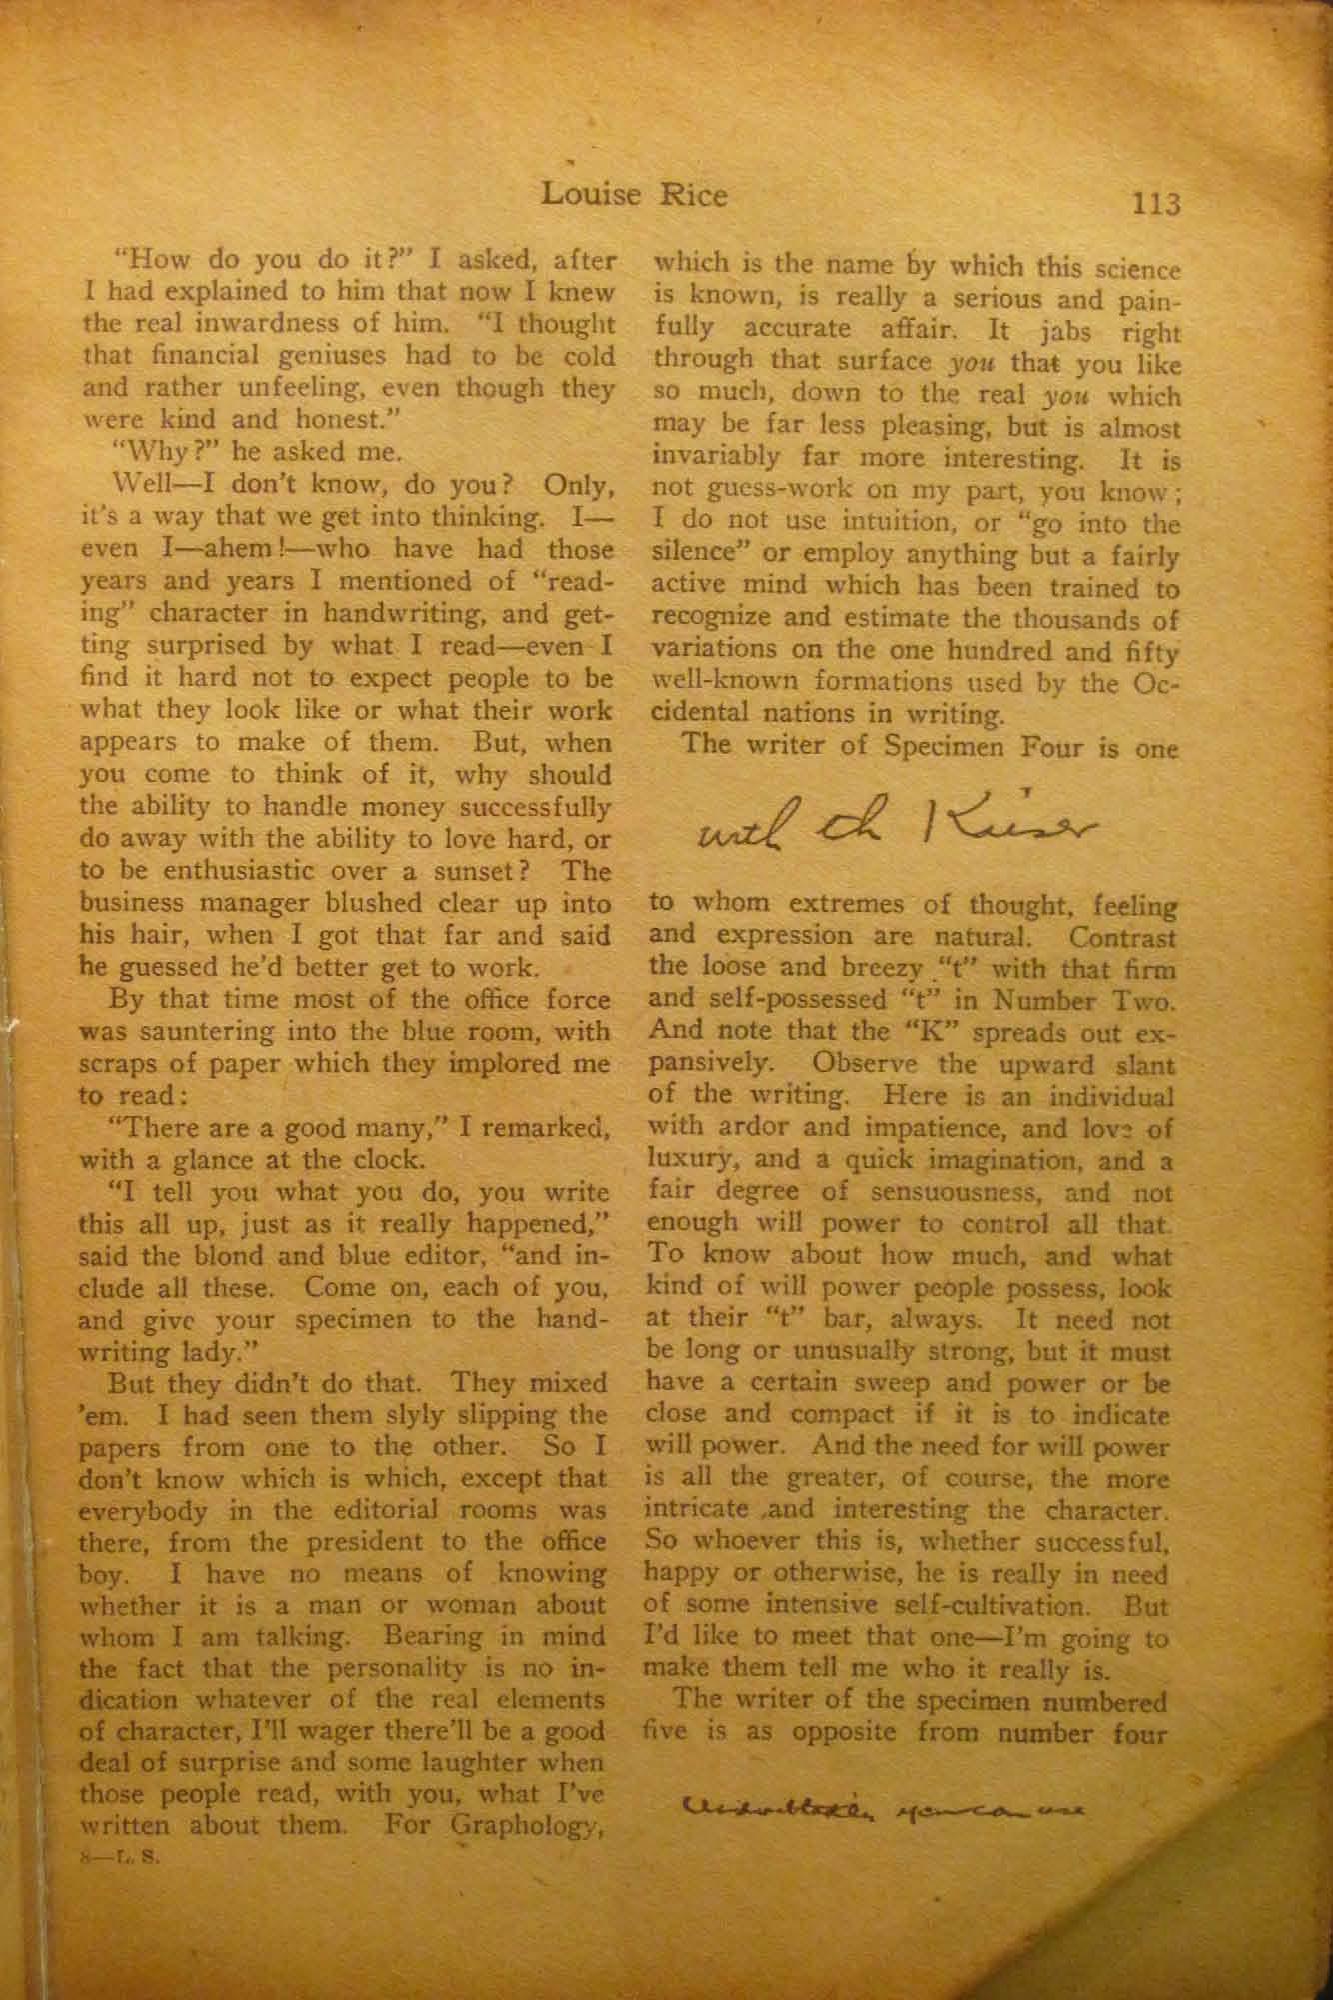 Louise Rice
113
"How do you do it?" I asked, after
I had explained to him that now I knew
the real inwardness of him. "I thought
that financial geniuses had to be cold
and rather unfeeling, even though they
were kind and honest."
"Why?" he asked me.
Well—I don't know, do you? Only,
it's a way that we get into thinking. I—
even I—ahem!—who have had those
years and years I mentioned of "read-
ing" character in handwriting, and get-
ting surprised by what I read—even I
find it hard not to expect people to be
what they look like or what their work
appears to make of them. But, when
you come to think of it, why should
the ability to handle money successfully
do away with the ability to love hard, or
to be enthusiastic over a sunset? The
business manager blushed clear up into
his hair, when I got that far and said
he guessed he'd better get to work.
By that time most of the office force
was sauntering into the blue room, with
scraps of paper which they implored me
to read:
"There are a good many," I remarked,
with a glance at the clock.
"I tell you what you do, you write
this all up, just as it really happened,"
said the blond and blue editor, "and in-
clude all these. Come on, each of you,
and give your specimen to the hand-
writing lady."
But they didn't do that. They mixed
'em. I had seen them slyly slipping the
papers from one to the other. So I
don't know which is which, except that
everybody in the editorial rooms was
there, from the president to the office
boy. I have no means of knowing
whether it is a man or woman about
whom I am talking. Bearing in mind
the fact that the personality is no in-
dication whatever of the real elements
of character, I'll wager there'll be a good
deal of surprise and some laughter when
those people read, with you, what I've
written about them. For Graphology,
8—L. S.
which is the name by which this science
is known, is really a serious and pain-
fully accurate affair. It jabs right
through that surface you that you like
so much, down to the real you which
may be far less pleasing, but is almost
invariably far more interesting. It is
not guess-work on my part, you know;
I do not use intuition, or "go into the
silence" or employ anything but a fairly
active mind which has been trained to
recognize and estimate the thousands of
variations on the one hundred and fifty
well-known formations used by the Oc-
cidental nations in writing.
The writer of Specimen Four is one
Kaiser
to whom extremes of thought, feeling
and expression are natural. Contrast
the loose and breezy "t" with that firm
and self-possessed "t" in Number Two.
And note that the "K" spreads out ex-
pansively. Observe the upward slant
of the writing. Here is an individual
with ardor and impatience, and love of
luxury, and a quick imagination, and a
fair degree of sensuousness, and not
enough will power to control all that.
To know about how much, and what
kind of will power people possess, look
at their "t" bar, always. It need not
be long or unusually strong, but it must
have a certain sweep and power or be
close and compact if it is to indicate
will power. And the need for will power
is all the greater, of course, the more
intricate and interesting the character.
So whoever this is, whether successful,
happy or otherwise, he is really in need
of some intensive self-cultivation. But
I'd like to meet that one—I'm going to
make them tell me who it really is.
The writer of the specimen numbered
five is as opposite from number four
you can use